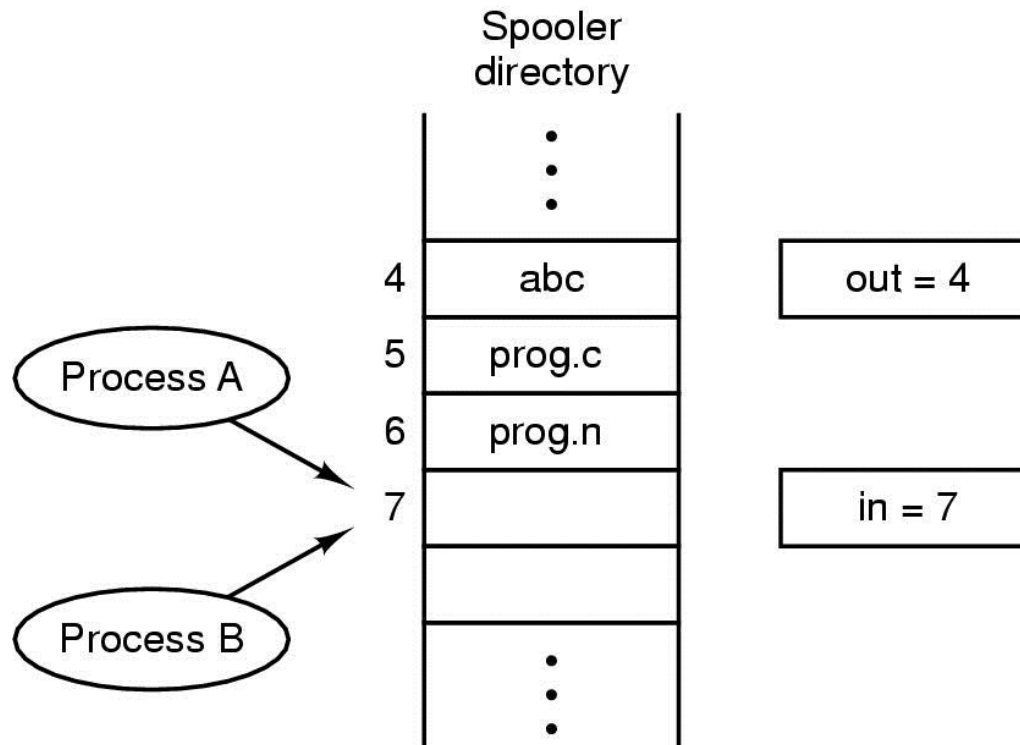 Spooler
directory
4 abc out = 4
Process A
5 prog.c
6 prog.n
7 in = 7
Process B